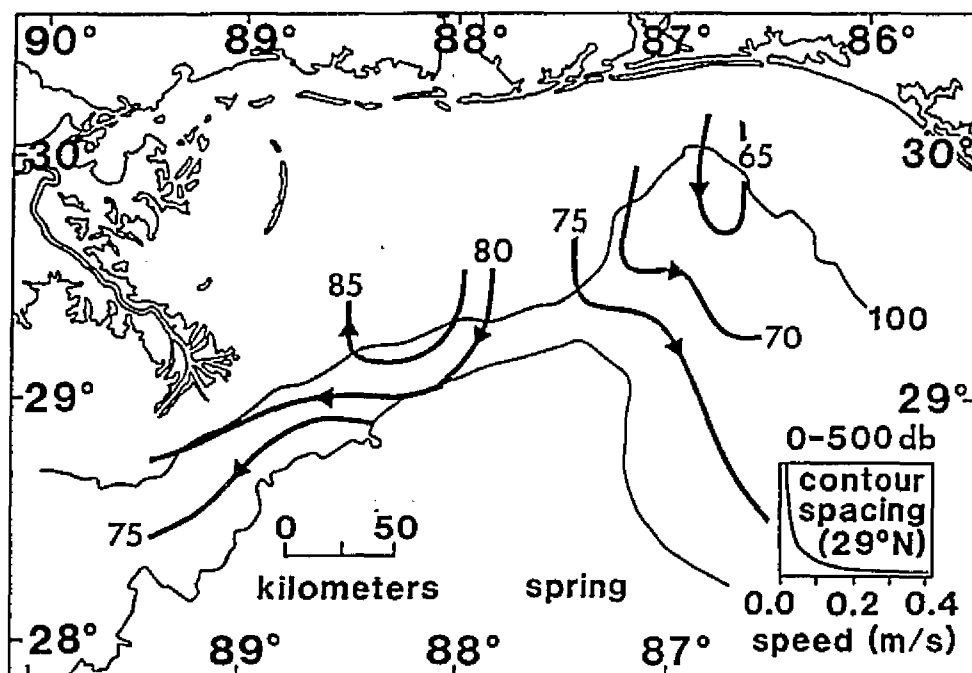 90° 89° 88° 87° 86°
30° 65 30°
75
80
85
100
70
29° 29°
0-500 db
contour
spacing
(29°N)
75
0 50
kilometers spring
0.0 0.2 0.4
28° 89° 88° 87° speed (m/s)